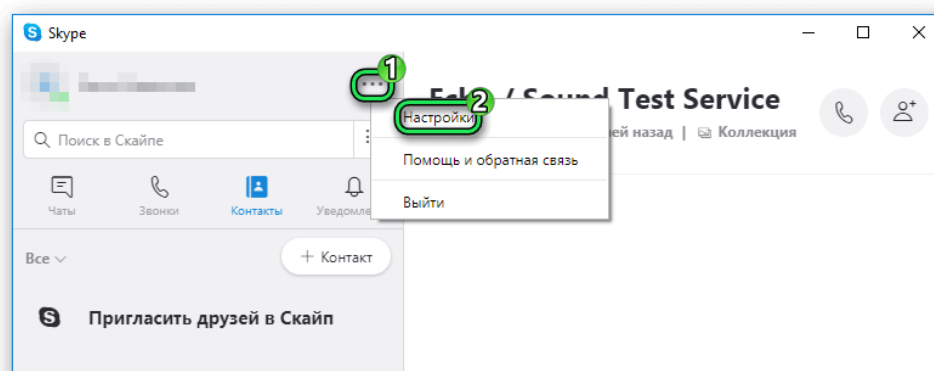 Skype
1
Echo / Sound Test Service
2
Настройки
ней назад | Коллекция
Поиск в Скайпе
Помощь и обратная связь
Выйти
Чаты
Звонки
Контакты
Уведомле
Все
+ Контакт
Пригласить друзей в Скайп